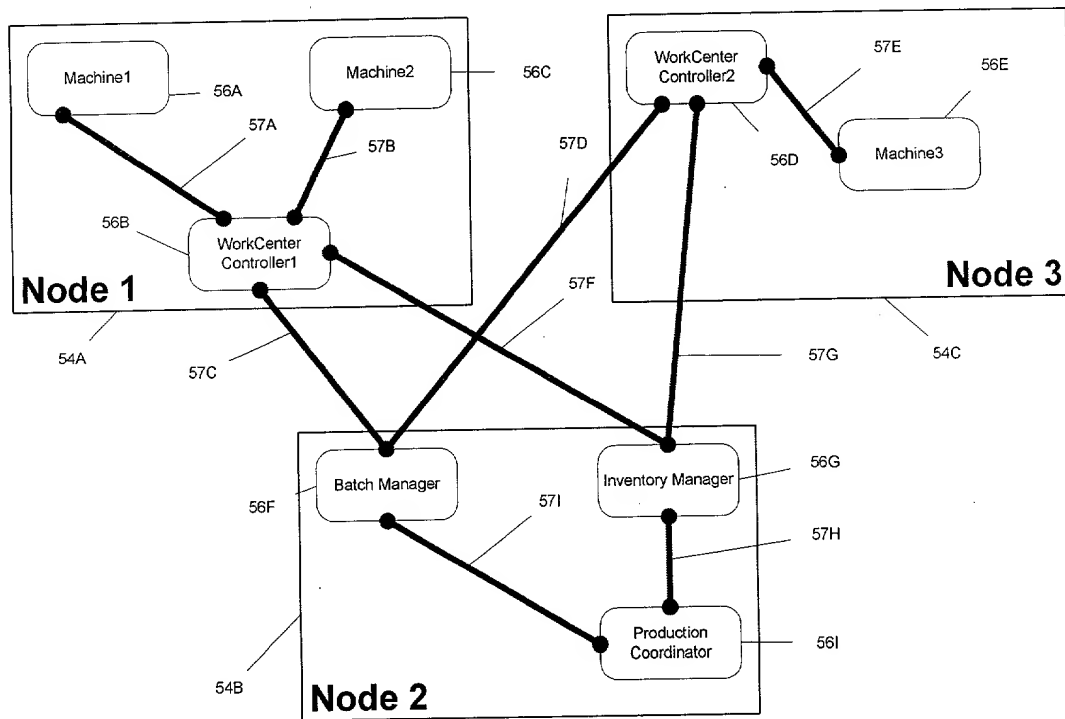 Machine1
56A
57A
Machine2
56C
57B
56B
WorkCenter
Controller1
Node 1
54A
57C
57D
57F
WorkCenter
Controller2
57E
56E
56D
Machine3
Node 3
57G
54C
Batch Manager
56F
57I
Inventory Manager
56G
57H
Production
Coordinator
56I
54B
Node 2